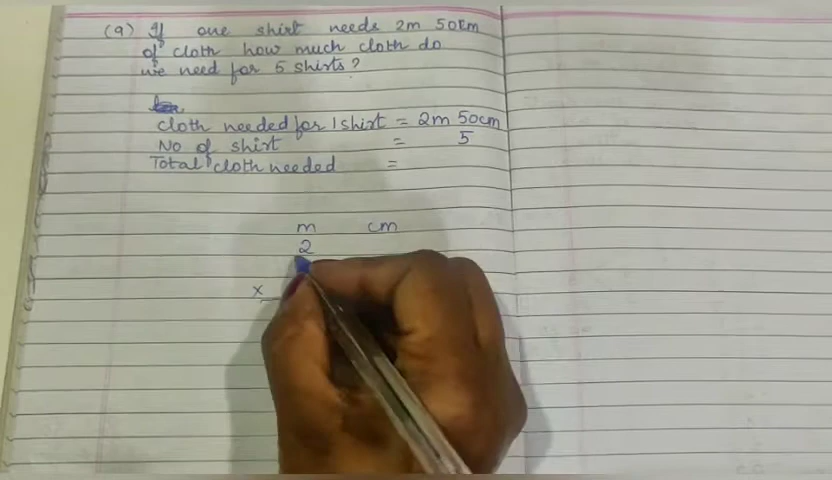 (a) If one shirt needs 2m 50cm
of cloth how much cloth do
we need for 5 shirts?
Cloth needed for 1 shirt = 2m 50cm
No of shirt = 5
Total cloth needed =
m cm
2
x